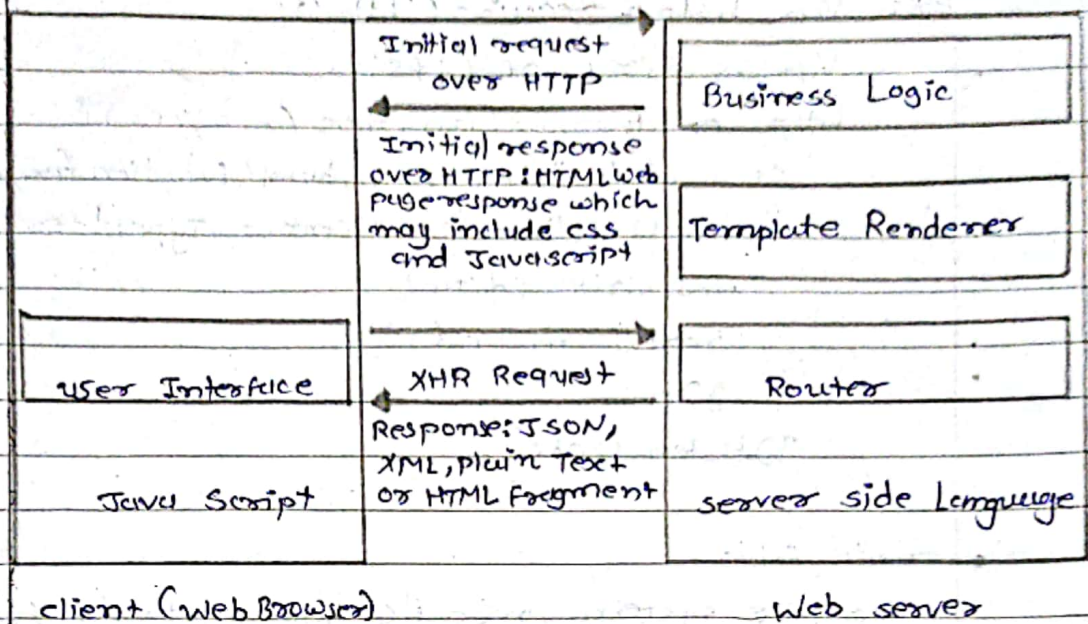 Initial request
over HTTP
Business Logic
Initial response
over HTTP: HTML Web
page response which
may include css
and Javascript
Template Renderer
User Interface
XHR Request
Router
Response: JSON,
XML, plain Text
or HTML Fragment
Java Script
server side Language
client (Web Browser)
Web server